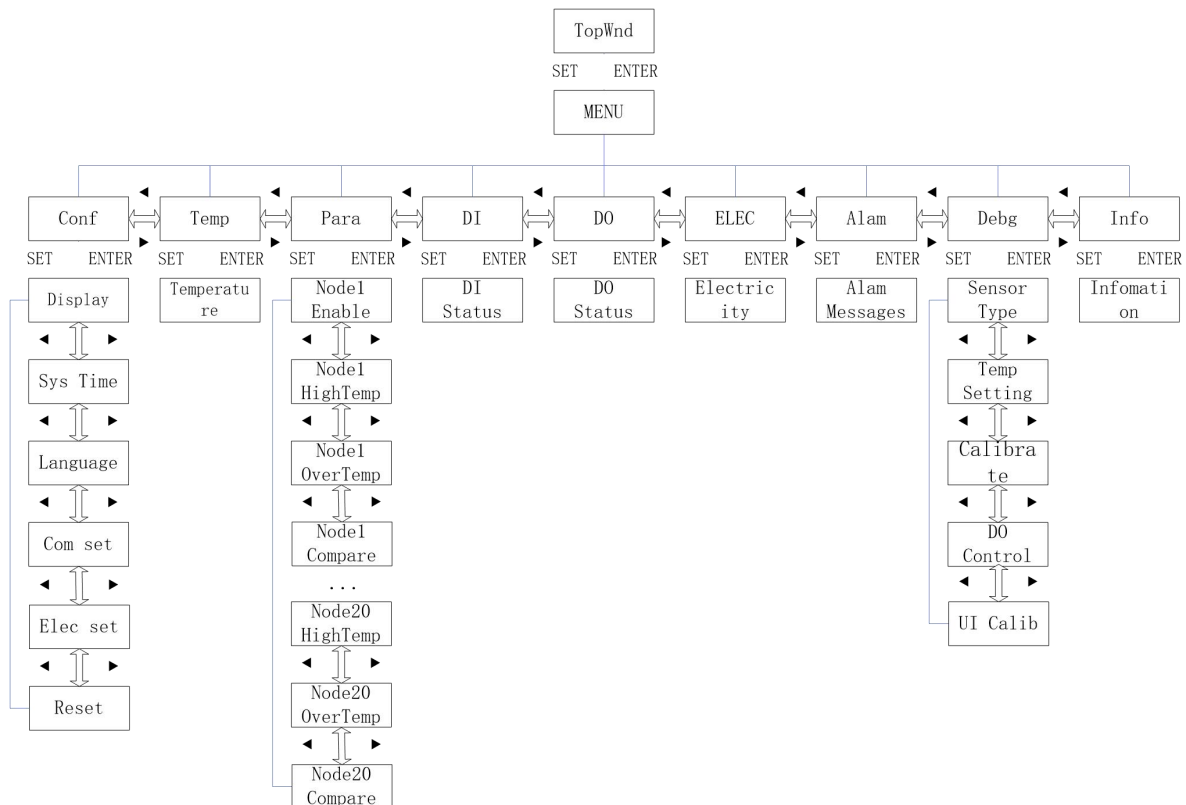 TopWnd
SET ENTER
MENU
Conf Temp Para DI DO ELEC Alam Debg Info
SET ENTER SET ENTER SET ENTER SET ENTER SET ENTER SET ENTER SET ENTER SET ENTER SET ENTER
Display
Temperatu
re
Node1
Enable
DI
Status
DO
Status
Electric
ity
Alam
Messages
Sensor
Type
Infomati
on
Sys Time
Node1
HighTemp
Temp
Setting
Language
Node1
OverTemp
Calibra
te
Com set
Node1
Compare
DO
Control
...
Elec set
Node20
HighTemp
UI Calib
Reset
Node20
OverTemp
Node20
Compare